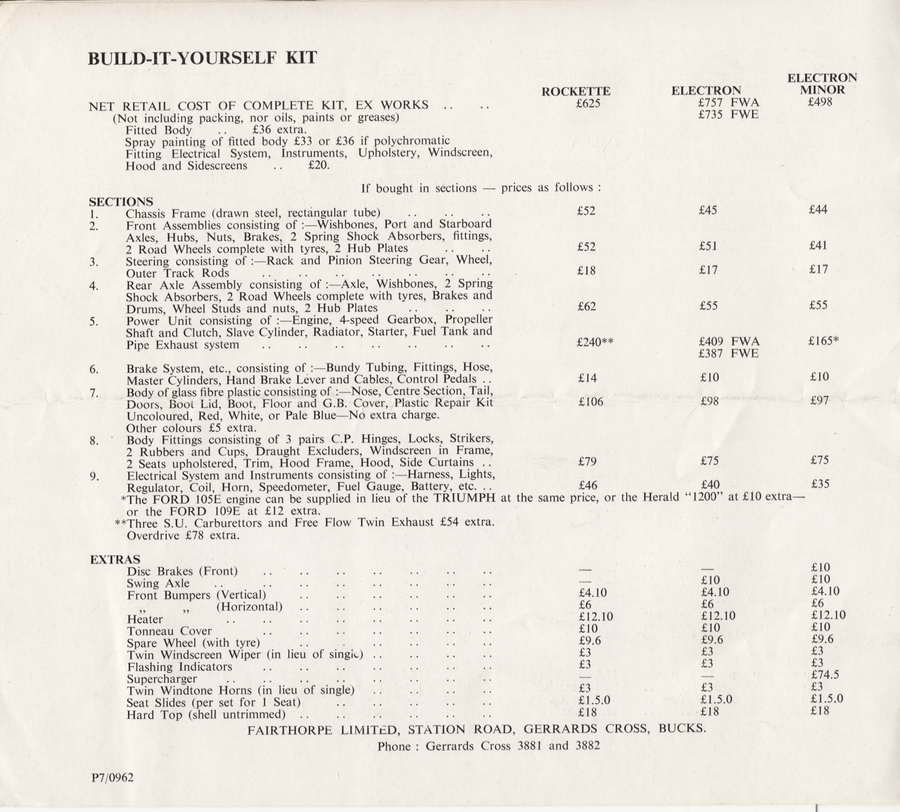 BUILD-IT-YOURSELF KIT
ROCKETTE ELECTRON ELECTRON MINOR
NET RETAIL COST OF COMPLETE KIT, EX WORKS .. .. £625 £757 FWA £498
(Not including packing, nor oils, paints or greases) £735 FWE
Fitted Body .. £36 extra.
Spray painting of fitted body £33 or £36 if polychromatic
Fitting Electrical System, Instruments, Upholstery, Windscreen,
Hood and Sidescreens .. £20.
If bought in sections — prices as follows :
SECTIONS
1. Chassis Frame (drawn steel, rectangular tube) .. .. .. £52 £45 £44
2. Front Assemblies consisting of :—Wishbones, Port and Starboard
Axles, Hubs, Nuts, Brakes, 2 Spring Shock Absorbers, fittings,
2 Road Wheels complete with tyres, 2 Hub Plates .. .. £52 £51 £41
3. Steering consisting of :—Rack and Pinion Steering Gear, Wheel,
Outer Track Rods .. .. .. .. .. .. .. £18 £17 £17
4. Rear Axle Assembly consisting of :—Axle, Wishbones, 2 Spring
Shock Absorbers, 2 Road Wheels complete with tyres, Brakes and
Drums, Wheel Studs and nuts, 2 Hub Plates .. .. .. £62 £55 £55
5. Power Unit consisting of :—Engine, 4-speed Gearbox, Propeller
Shaft and Clutch, Slave Cylinder, Radiator, Starter, Fuel Tank and
Pipe Exhaust system .. .. .. .. .. .. £240** £409 FWA £165*
£387 FWE
6. Brake System, etc., consisting of :—Bundy Tubing, Fittings, Hose,
Master Cylinders, Hand Brake Lever and Cables, Control Pedals .. £14 £10 £10
7. Body of glass fibre plastic consisting of :—Nose, Centre Section, Tail,
Doors, Boot Lid, Boot, Floor and G.B. Cover, Plastic Repair Kit £106 £98 £97
Uncoloured, Red, White, or Pale Blue—No extra charge.
Other colours £5 extra.
8. Body Fittings consisting of 3 pairs C.P. Hinges, Locks, Strikers,
2 Rubbers and Cups, Draught Excluders, Windscreen in Frame,
2 Seats upholstered, Trim, Hood Frame, Hood, Side Curtains .. £79 £75 £75
9. Electrical System and Instruments consisting of :—Harness, Lights,
Regulator, Coil, Horn, Speedometer, Fuel Gauge, Battery, etc. .. £46 £40 £35
*The FORD 105E engine can be supplied in lieu of the TRIUMPH at the same price, or the Herald "1200" at £10 extra—
or the FORD 109E at £12 extra.
**Three S.U. Carburettors and Free Flow Twin Exhaust £54 extra.
Overdrive £78 extra.
EXTRAS
Disc Brakes (Front) .. .. .. .. .. .. .. — — £10
Swing Axle .. .. .. .. .. .. .. — £10 £10
Front Bumpers (Vertical) .. .. .. .. .. .. £4.10 £4.10 £4.10
,, ,, (Horizontal) .. .. .. .. .. .. £6 £6 £6
Heater .. .. .. .. .. .. .. £12.10 £12.10 £12.10
Tonneau Cover .. .. .. .. .. .. .. £10 £10 £10
Spare Wheel (with tyre) .. .. .. .. .. .. £9.6 £9.6 £9.6
Twin Windscreen Wiper (in lieu of single) .. .. .. .. £3 £3 £3
Flashing Indicators .. .. .. .. .. .. .. £3 £3 £3
Supercharger .. .. .. .. .. .. .. — — £74.5
Twin Windtone Horns (in lieu of single) .. .. .. .. £3 £3 £3
Seat Slides (per set for 1 Seat) .. .. .. .. .. £1.5.0 £1.5.0 £1.5.0
Hard Top (shell untrimmed) .. .. .. .. .. .. £18 £18 £18
FAIRTHORPE LIMITED, STATION ROAD, GERRARDS CROSS, BUCKS.
Phone : Gerrards Cross 3881 and 3882
P7/0962